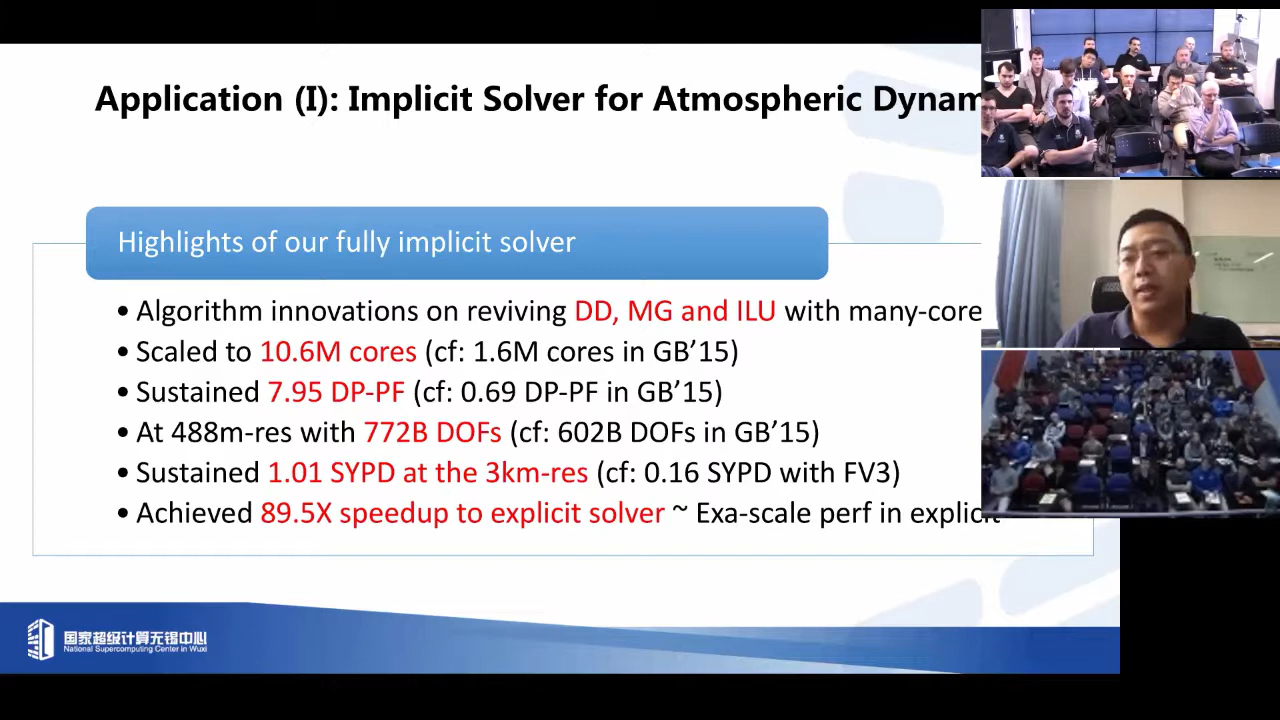 Application (I): Implicit Solver for Atmospheric Dynam
Highlights of our fully implicit solver
• Algorithm innovations on reviving DD, MG and ILU with many-core
• Scaled to 10.6M cores (cf: 1.6M cores in GB’15)
• Sustained 7.95 DP-PF (cf: 0.69 DP-PF in GB’15)
• At 488m-res with 772B DOFs (cf: 602B DOFs in GB’15)
• Sustained 1.01 SYPD at the 3km-res (cf: 0.16 SYPD with FV3)
• Achieved 89.5X speedup to explicit solver ~ Exa-scale perf in explicit
国家超级计算无锡中心
National Supercomputing Center in Wuxi